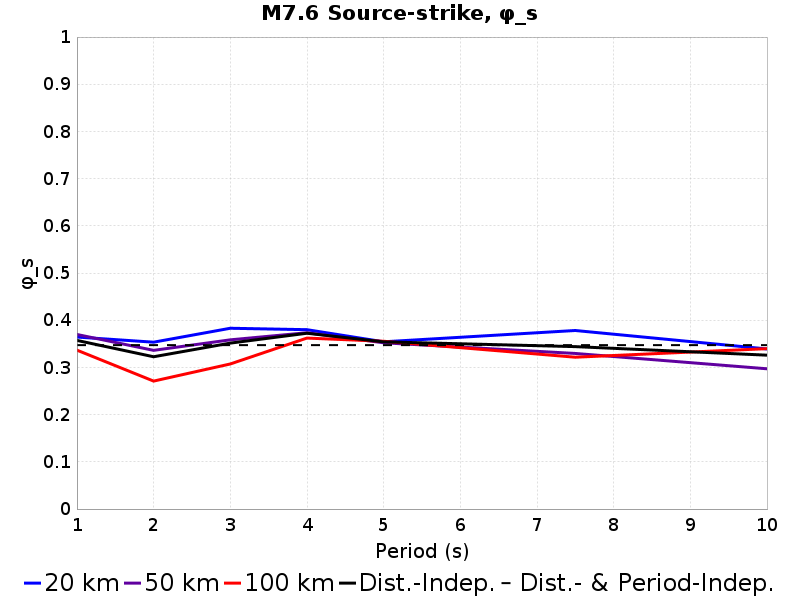 M7.6 Source-strike, φ_s
1
0.9
0.8
0.7
0.6
φ_s
0.5
0.4
0.3
0.2
0.1
0
1 2 3 4 5 6 7 8 9 10
Period (s)
20 km 50 km 100 km Dist.-Indep. Dist.- & Period-Indep.